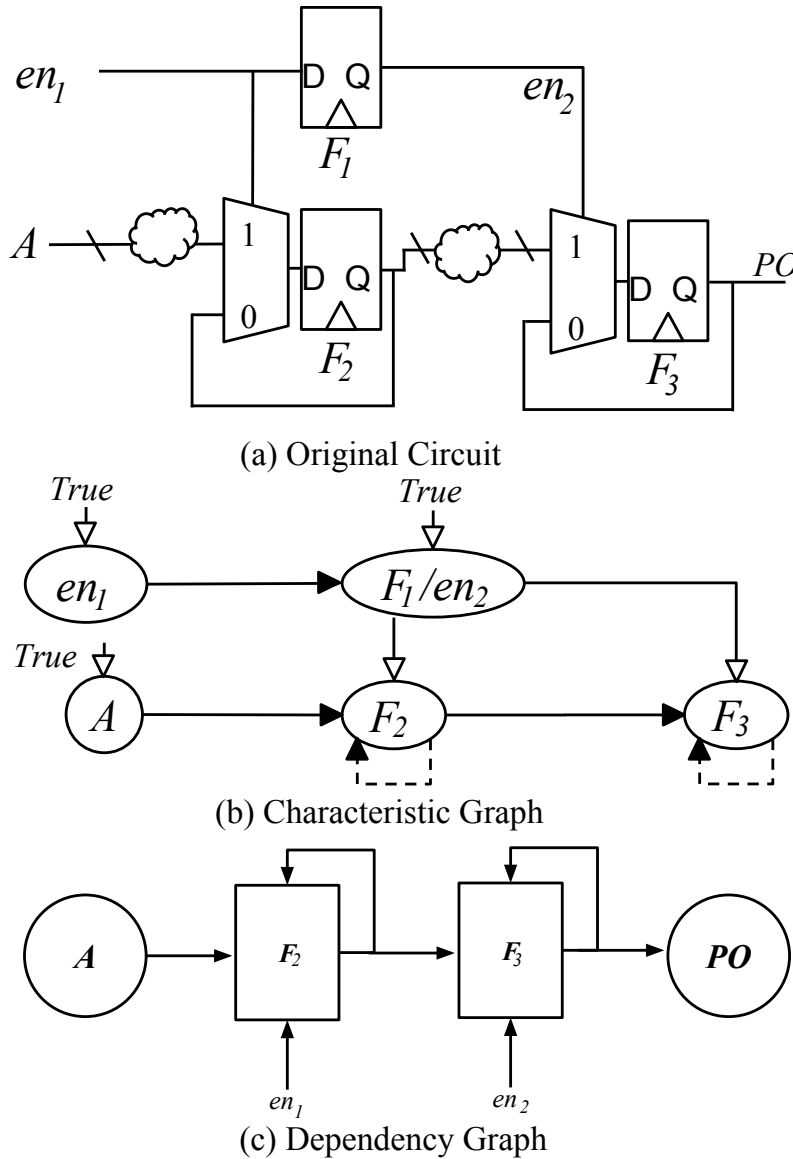 en₁ D Q en₂
F₁
A 1 D Q 1 D Q PO
0 0
F₂ F₃
(a) Original Circuit
True True
en₁ F₁/en₂
True
A F₂ F₃
(b) Characteristic Graph
A F₂ F₃ PO
en₁ en₂
(c) Dependency Graph